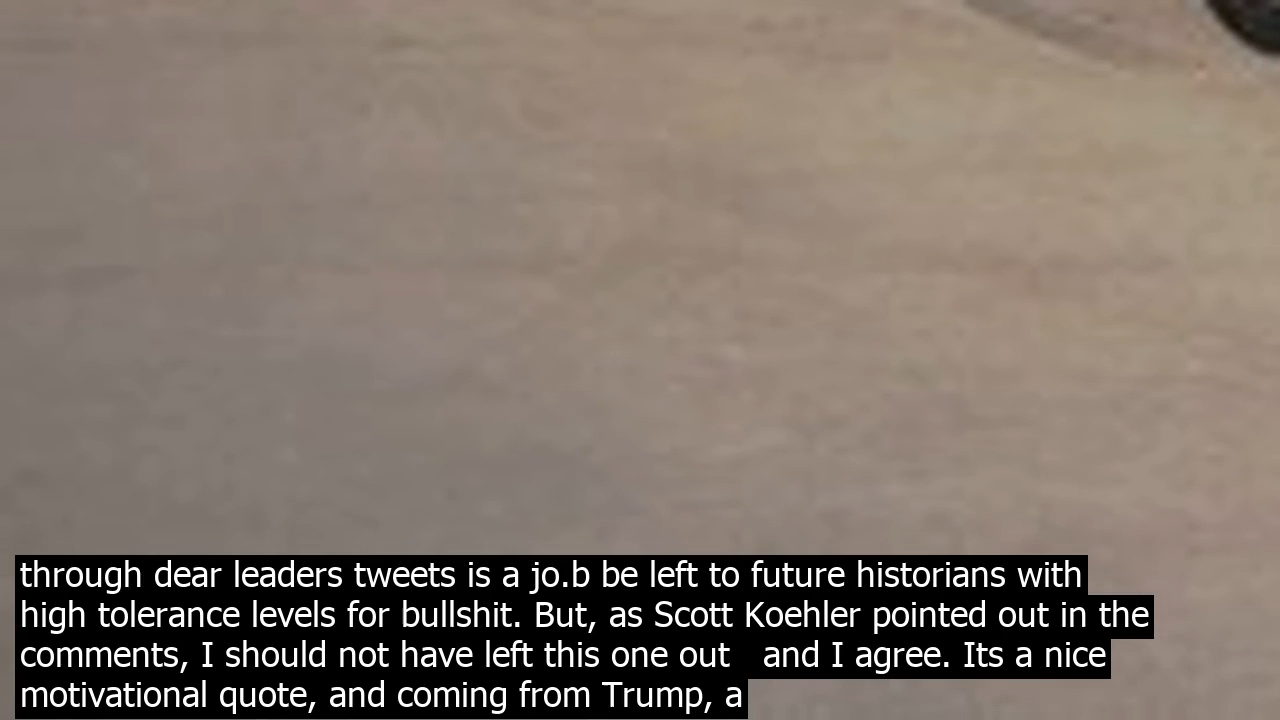 through dear leaders tweets is a jo.b be left to future historians with
high tolerance levels for bullshit. But, as Scott Koehler pointed out in the
comments, I should not have left this one out   and I agree. Its a nice
motivational quote, and coming from Trump, a